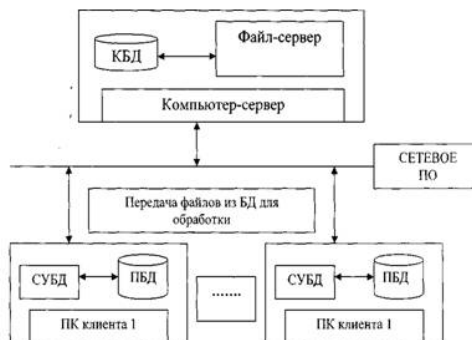 Файл-сервер
КБД
Компьютер-сервер
СЕТЕВОЕ
ПО
Передача файлов из БД для
обработки
СУБД
ПБД
ПК клиента 1
.......
СУБД
ПБД
ПК клиента 1